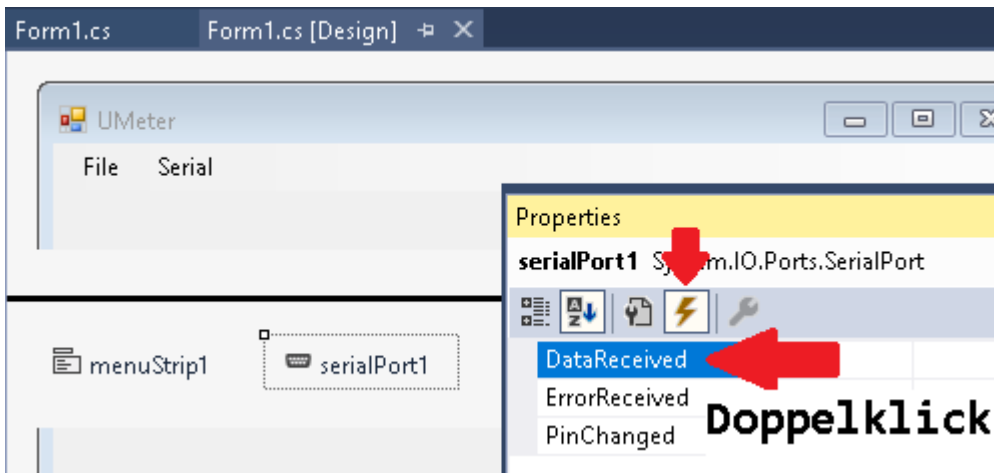 Form1.cs Form1.cs [Design]
UMeter
File Serial
Properties
serialPort1 System.IO.Ports.SerialPort
menuStrip1 serialPort1
DataReceived
ErrorReceived
PinChanged
Doppelklick